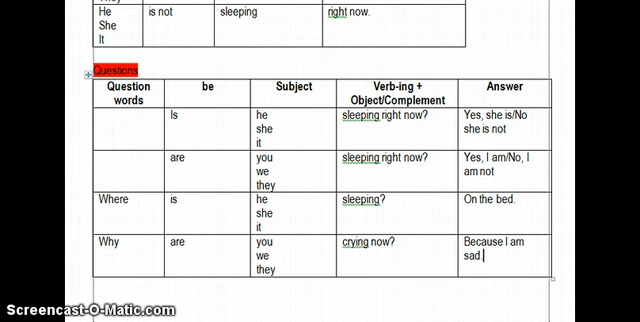 They
He is not sleeping right now.
She
It
Questions
Question be Subject Verb-ing + Answer
words Object/Complement
Is he sleeping right now? Yes, she is/No
she she is not
it
are you sleeping right now? Yes, I am/No, I
we am not
they
Where is he sleeping? On the bed.
she
it
Why are you crying now? Because I am
we sad.
they
Screencast-O-Matic.com